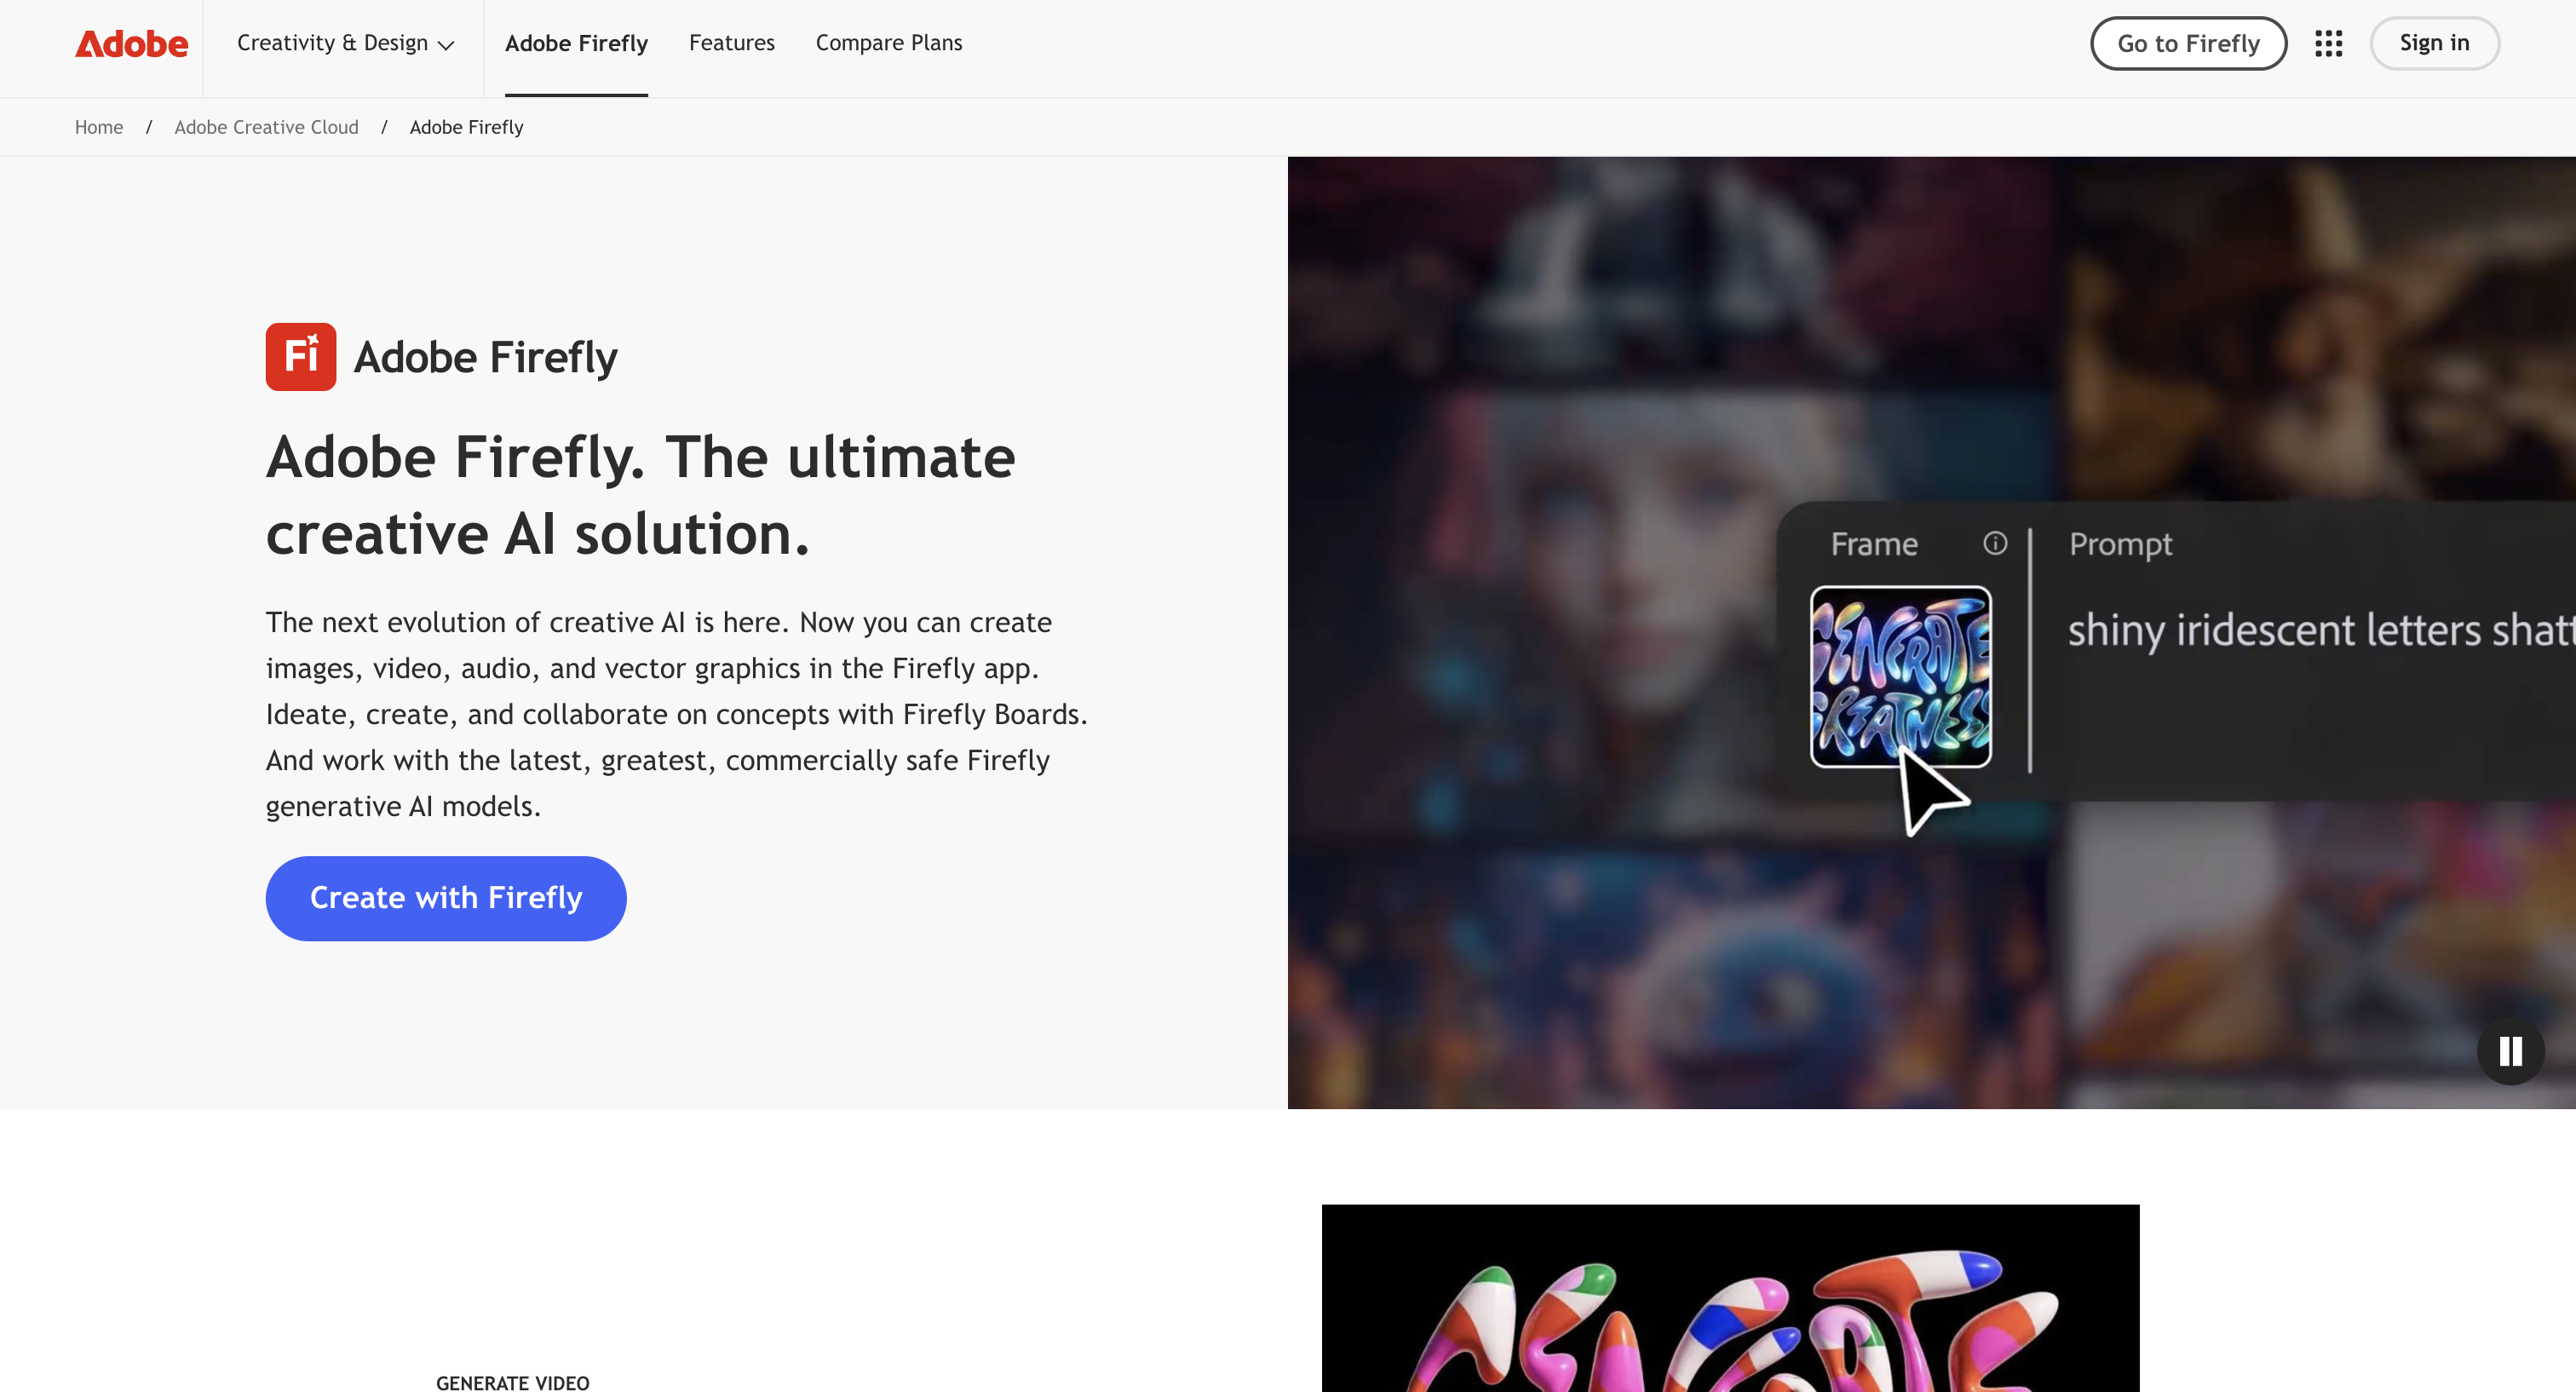 Adobe
Creativity & Design
Adobe Firefly
Features
Compare Plans
Go to Firefly
Sign in
Home / Adobe Creative Cloud / Adobe Firefly
Fi Adobe Firefly
Adobe Firefly. The ultimate
creative AI solution.
The next evolution of creative AI is here. Now you can create
images, video, audio, and vector graphics in the Firefly app.
Ideate, create, and collaborate on concepts with Firefly Boards.
And work with the latest, greatest, commercially safe Firefly
generative AI models.
Create with Firefly
Frame
Prompt
GENERATE
GREATNESS
shiny iridescent letters shatt
GENERATE VIDEO
GENERATE